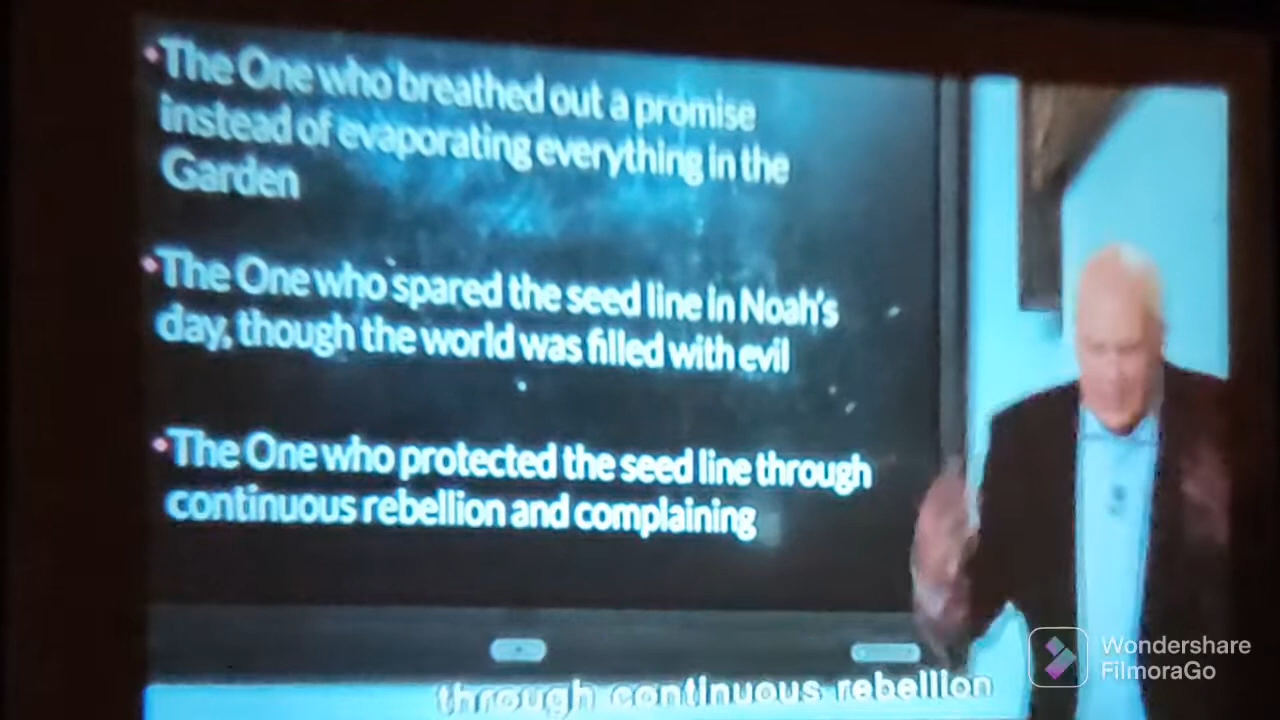 •The One who breathed out a promise
instead of evaporating everything in the
Garden
•The One who spared the seed line in Noah's
day, though the world was filled with evil
•The One who protected the seed line through
continuous rebellion and complaining
through continuous rebellion
Wondershare
FilmoraGo